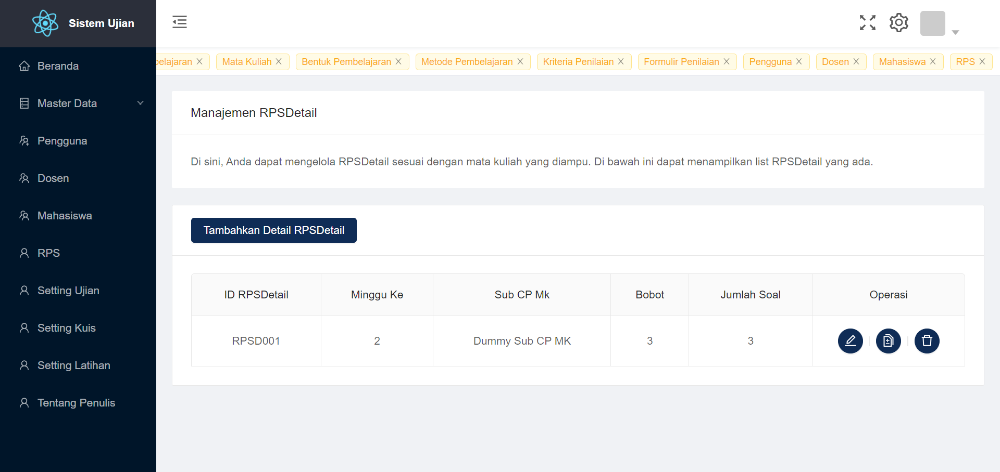 Sistem Ujian
Beranda
Master Data
Pengguna
Dosen
Mahasiswa
RPS
Setting Ujian
Setting Kuis
Setting Latihan
Tentang Penulis
elajaran Mata Kuliah Bentuk Pembelajaran Metode Pembelajaran Kriteria Penilaian Formulir Penilaian Pengguna Dosen Mahasiswa RPS
Manajemen RPSDetail
Di sini, Anda dapat mengelola RPSDetail sesuai dengan mata kuliah yang diampu. Di bawah ini dapat menampilkan list RPSDetail yang ada.
Tambahkan Detail RPSDetail
ID RPSDetail Minggu Ke Sub CP Mk Bobot Jumlah Soal Operasi
RPSD001 2 Dummy Sub CP MK 3 3